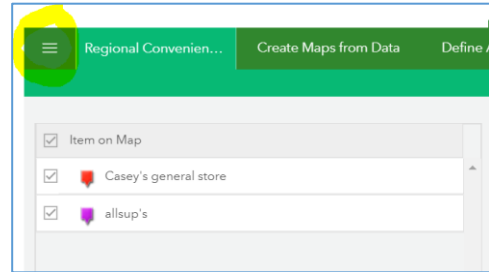 Regional Convenien... Create Maps from Data Define
Item on Map
Casey's general store
allsup's